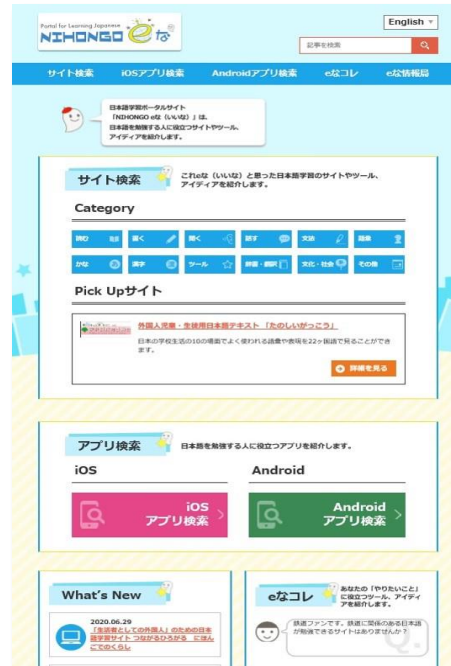 Portal for Learning Japanese
NIHONGO eな
English
記事を検索
サイト検索
iOSアプリ検索
Androidアプリ検索
eなコレ
eな情報局
日本語学習ポータルサイト
「NIHONGO eな（いいな）」は、
日本語を勉強する人に役立つサイトやツール、
アイディアを紹介します。
サイト検索
これeな（いいな）と思った日本語学習のサイトやツール、
アイディアを紹介します。
Category
読む
書く
聞く
話す
文法
語彙
かな
漢字
ツール
辞書・翻訳
文化・社会
その他
Pick Upサイト
外国人児童・生徒用日本語テキスト 「たのしいがっこう」
日本の学校生活の10の場面でよく使われる語彙や表現を22ヶ国語で見ることができ
ます。
詳細を見る
アプリ検索
日本語を勉強する人に役立つアプリを紹介します。
iOS
Android
iOS
アプリ検索
Android
アプリ検索
What's New
2020.06.29
「生活者としての外国人」のための日本
語学習サイト つながるひろがる にほん
ごでのくらし
eなコレ
あなたの「やりたいこと」
に役立つツール、アイディ
アを紹介します。
鉄道ファンです。鉄道に関係のある日本語
が勉強できるサイトはありませんか？
Q.